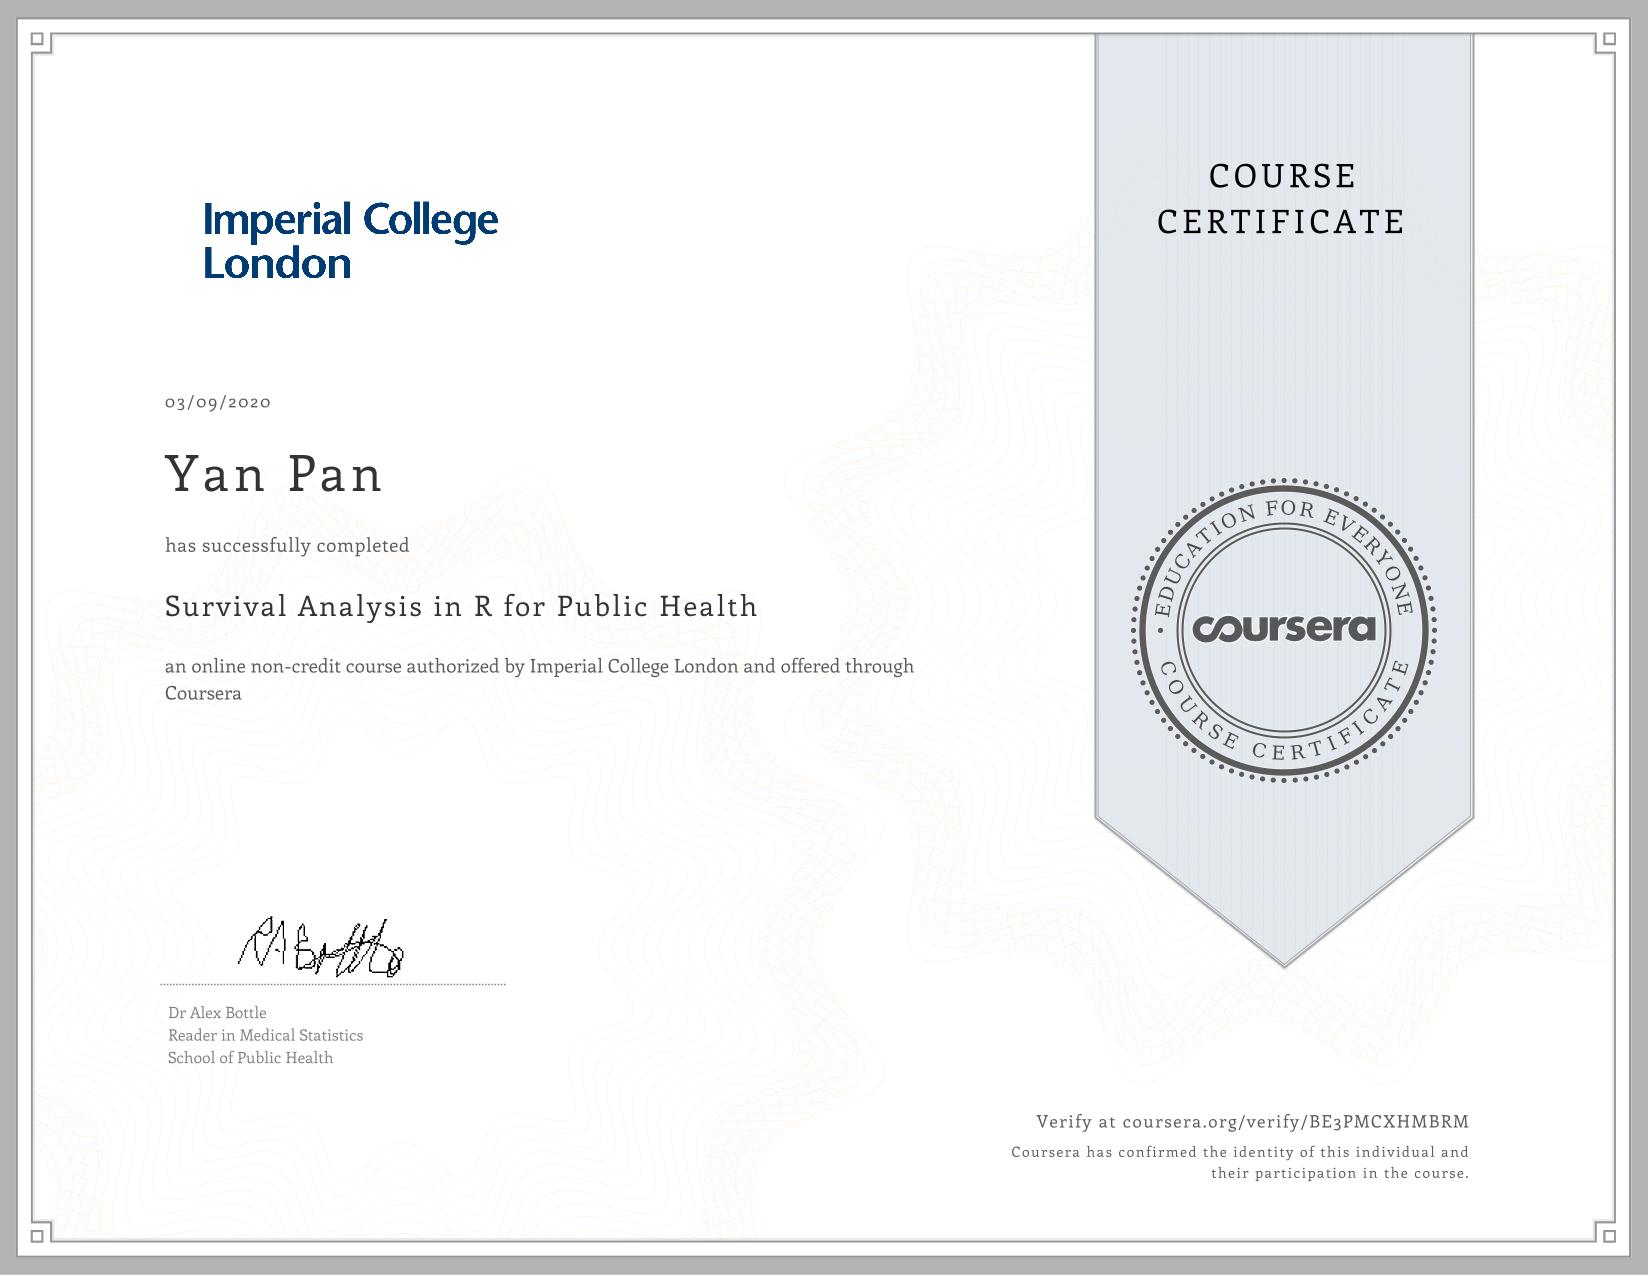 COURSE
CERTIFICATE
Imperial College
London
03/09/2020
Yan Pan
has successfully completed
Survival Analysis in R for Public Health
an online non-credit course authorized by Imperial College London and offered through
Coursera
EDUCATION FOR EVERYONE
coursera
COURSE CERTIFICATE
Dr Alex Bottle
Reader in Medical Statistics
School of Public Health
Verify at coursera.org/verify/BE3PMCXHMBRM
Coursera has confirmed the identity of this individual and
their participation in the course.